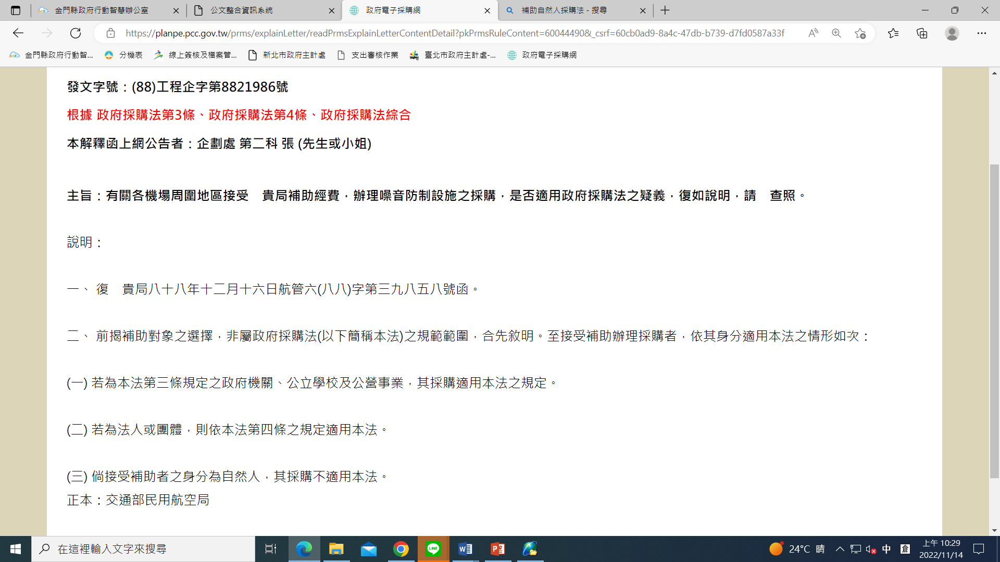 金門縣政府行動智慧辦公室
公文整合資訊系統
政府電子採購網
補助自然人採購法 - 搜尋
https://planpe.pcc.gov.tw/prms/explainLetter/readPrmsExplainLetterContentDetail?pkPrmsRuleContent=60044490&_csrf=60cb0ad9-8a4c-47db-b739-d7fd0587a33f
金門縣政府行動智...
分機表
線上簽核及檔案管...
新北市政府主計處
支出審核作業
臺北市政府主計處-...
政府電子採購網
發文字號：(88)工程企字第8821986號
根據 政府採購法第3條、政府採購法第4條、政府採購法綜合
本解釋函上網公告者：企劃處 第二科 張 (先生或小姐)
主旨：有關各機場周圍地區接受　貴局補助經費，辦理噪音防制設施之採購，是否適用政府採購法之疑義，復如說明，請　查照。
說明：
一、 復　貴局八十八年十二月十六日航管六(八八)字第三九八五八號函。
二、 前揭補助對象之選擇，非屬政府採購法(以下簡稱本法)之規範範圍，合先敘明。至接受補助辦理採購者，依其身分適用本法之情形如次：
(一) 若為本法第三條規定之政府機關、公立學校及公營事業，其採購適用本法之規定。
(二) 若為法人或團體，則依本法第四條之規定適用本法。
(三) 倘接受補助者之身分為自然人，其採購不適用本法。
正本：交通部民用航空局
在這裡輸入文字來搜尋
LINE
24°C 晴
中
倉
上午 10:29
2022/11/14